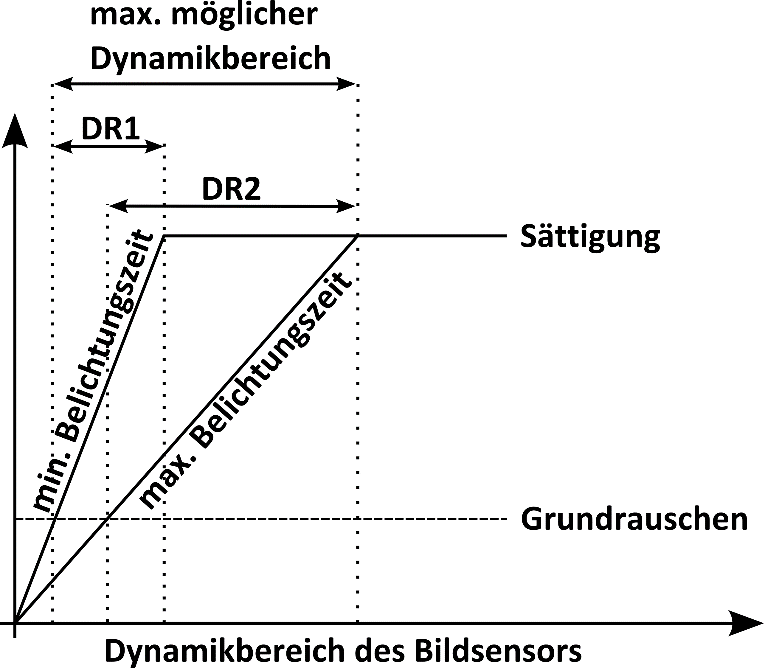 max. möglicher
Dynamikbereich
DR1
DR2
Sättigung
min. Belichtungszeit
max. Belichtungszeit
Grundrauschen
Dynamikbereich des Bildsensors